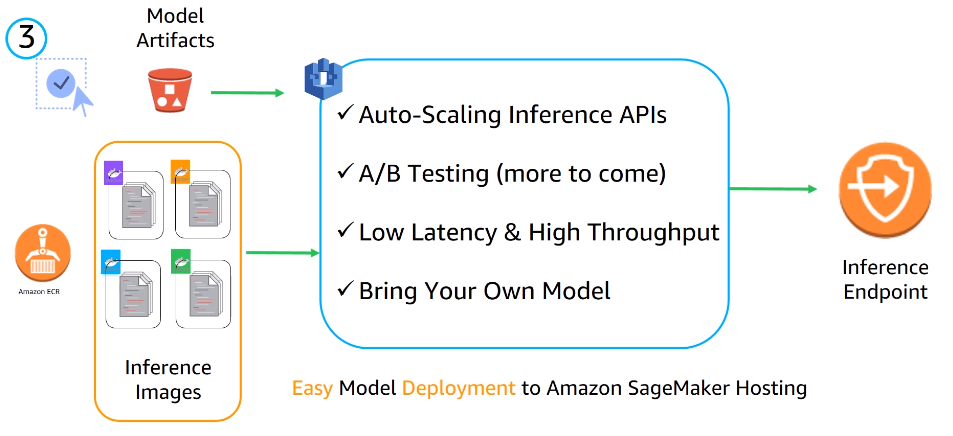 3
Model
Artifacts
✓ Auto-Scaling Inference APIs
✓ A/B Testing (more to come)
✓ Low Latency & High Throughput
✓ Bring Your Own Model
Amazon ECR
Inference
Images
Inference
Endpoint
Easy Model Deployment to Amazon SageMaker Hosting